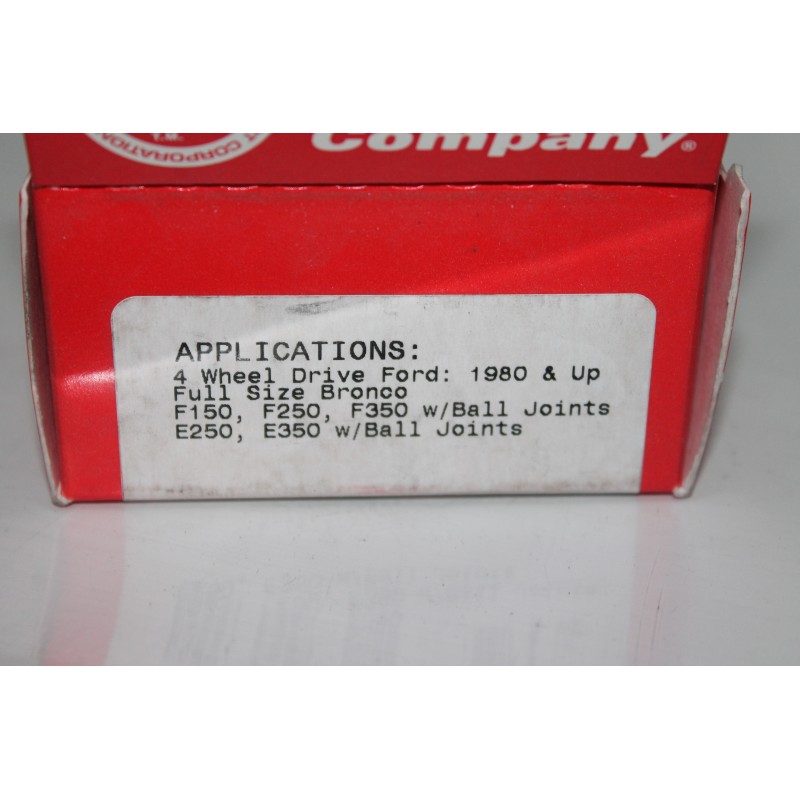 T.M.
CORPORATION
Company®
APPLICATIONS:
4 Wheel Drive Ford: 1980 & Up
Full Size Bronco
F150, F250, F350 w/Ball Joints
E250, E350 w/Ball Joints